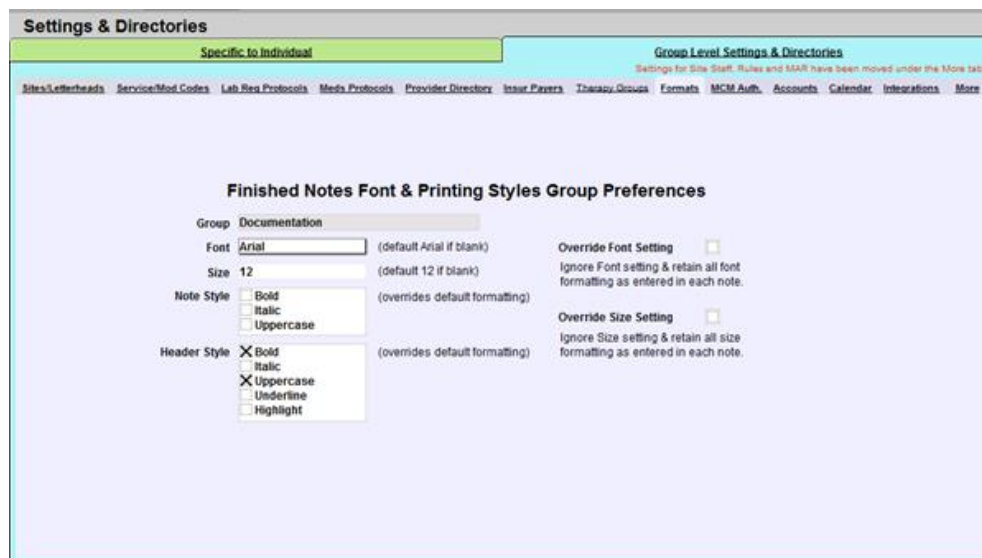 Settings & Directories
Specific to Individual
Group Level Settings & Directories
Settings for Site Staff, Rules and MAR have been moved under the More tab
Sites/Letterheads Service/Mod Codes Lab Req Protocols Meds Protocols Provider Directory Insur Payers Therapy Groups Formats MCM Auth. Accounts Calendar Integrations More
Finished Notes Font & Printing Styles Group Preferences
Group Documentation
Font Arial (default Arial if blank) Override Font Setting
Ignore Font setting & retain all font
formatting as entered in each note.
Size 12 (default 12 if blank)
Note Style Bold (overrides default formatting)
Italic
Uppercase
Override Size Setting
Ignore Size setting & retain all size
formatting as entered in each note.
Header Style Bold (overrides default formatting)
Italic
Uppercase
Underline
Highlight